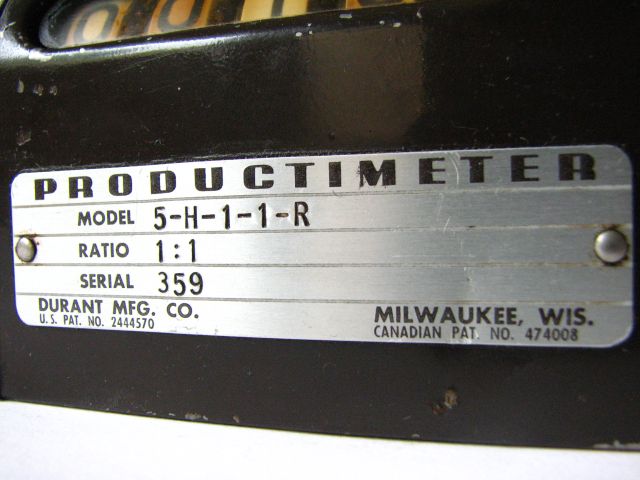 PRODUCTIMETER
MODEL 5-H-1-1-R
RATIO 1:1
SERIAL 359
DURANT MFG. CO. MILWAUKEE, WIS.
U.S. PAT. NO. 2444570 CANADIAN PAT. NO. 474008